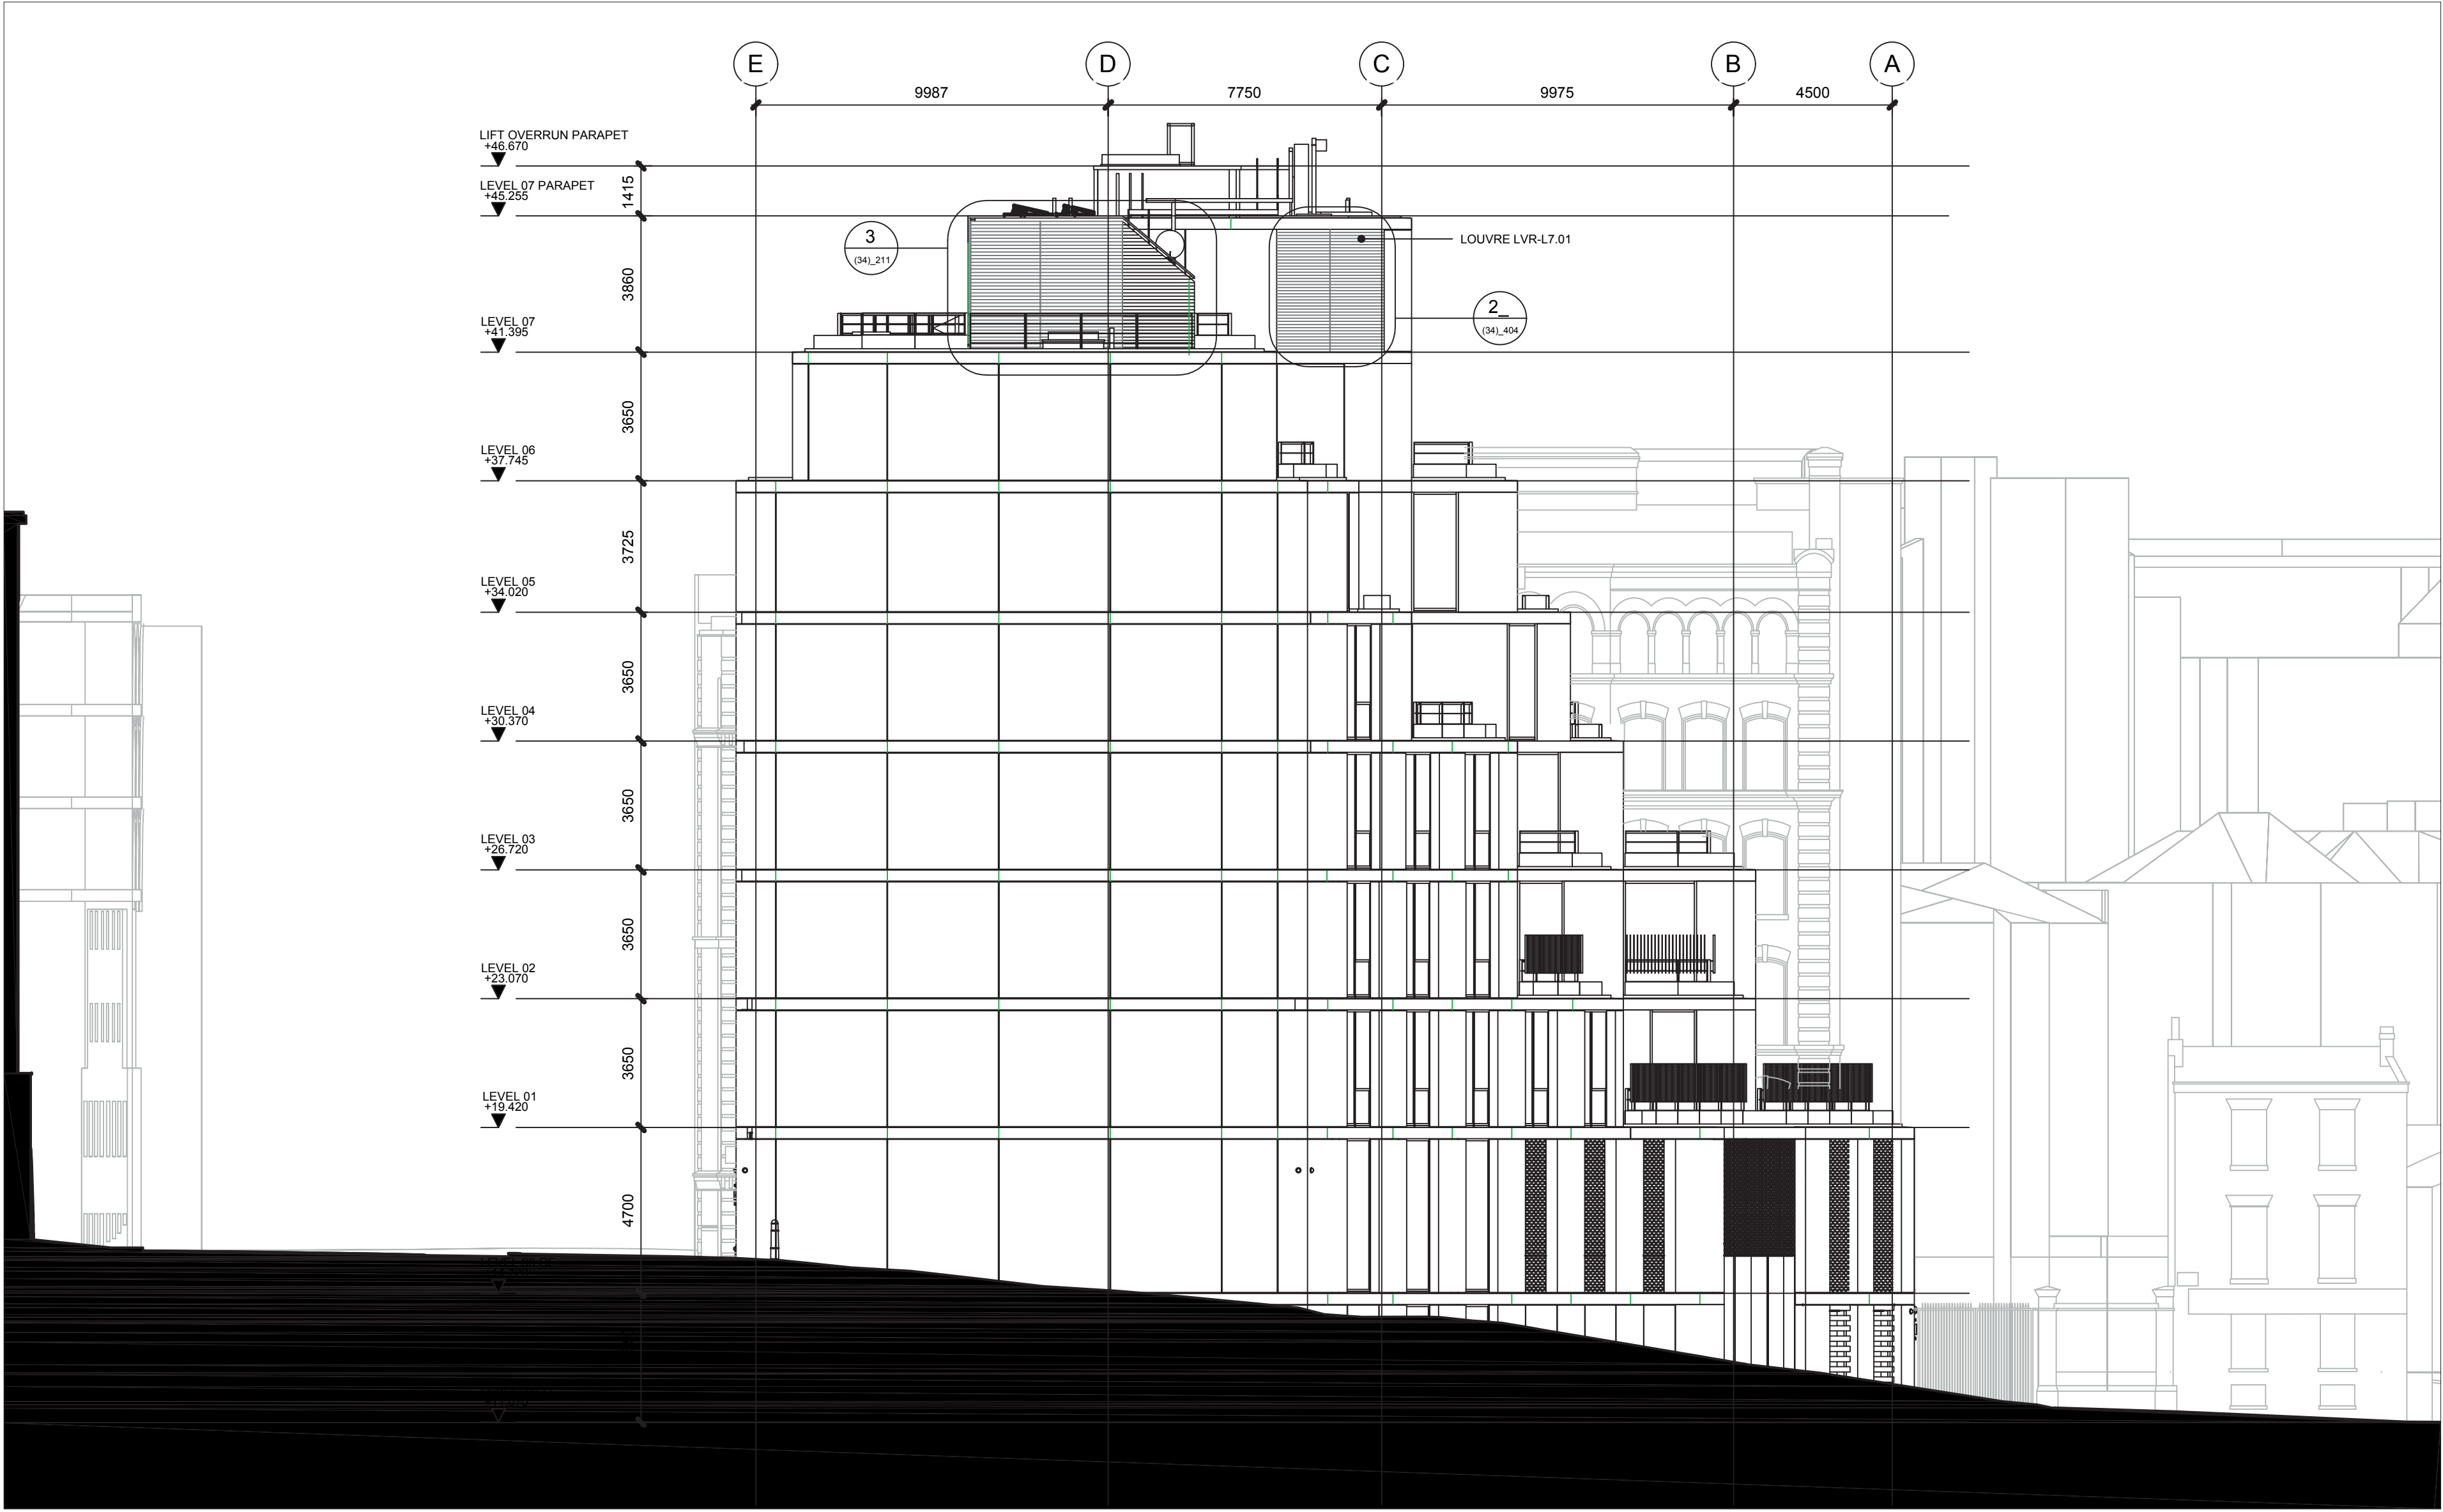 E
D
C
B
A
9987
7750
9975
4500
LIFT OVERRUN PARAPET
+46.670
1415
LEVEL 07 PARAPET
+45.255
3
(34)_211
LOUVRE LVR-L7.01
3860
2_
(34)_404
LEVEL 07
+41.395
3650
LEVEL 06
+37.745
3725
LEVEL 05
+34.020
3650
LEVEL 04
+30.370
3650
LEVEL 03
+26.720
3650
LEVEL 02
+23.070
3650
LEVEL 01
+19.420
4700